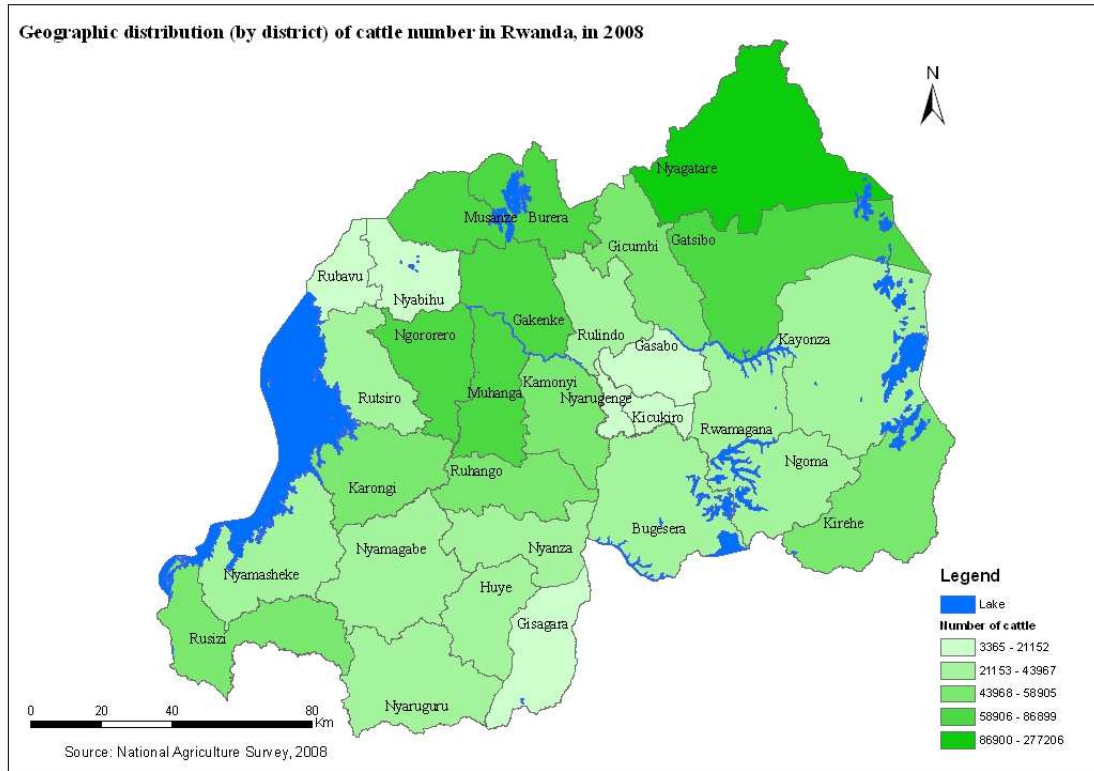 Geographic distribution (by district) of cattle number in Rwanda, in 2008
N
Nyagatare
Musanze
Burera
Gicumbi
Gatsibo
Rubavu
Nyabihu
Gakenke
Rulindo
Ngororero
Gasabo
Kayonza
Rutsiro
Muhanga
Kamonyi
Nyarugenge
Kicukiro
Rwamagana
Ngoma
Karongi
Ruhango
Kirehe
Bugesera
Nyamagabe
Nyanza
Nyamasheke
Huye
Gisagara
Rusizi
Nyaruguru
Legend
Lake
Number of cattle
3365 - 21152
21153 - 43967
43968 - 58905
58906 - 86899
86900 - 277206
0 20 40 80
Km
Source: National Agriculture Survey, 2008